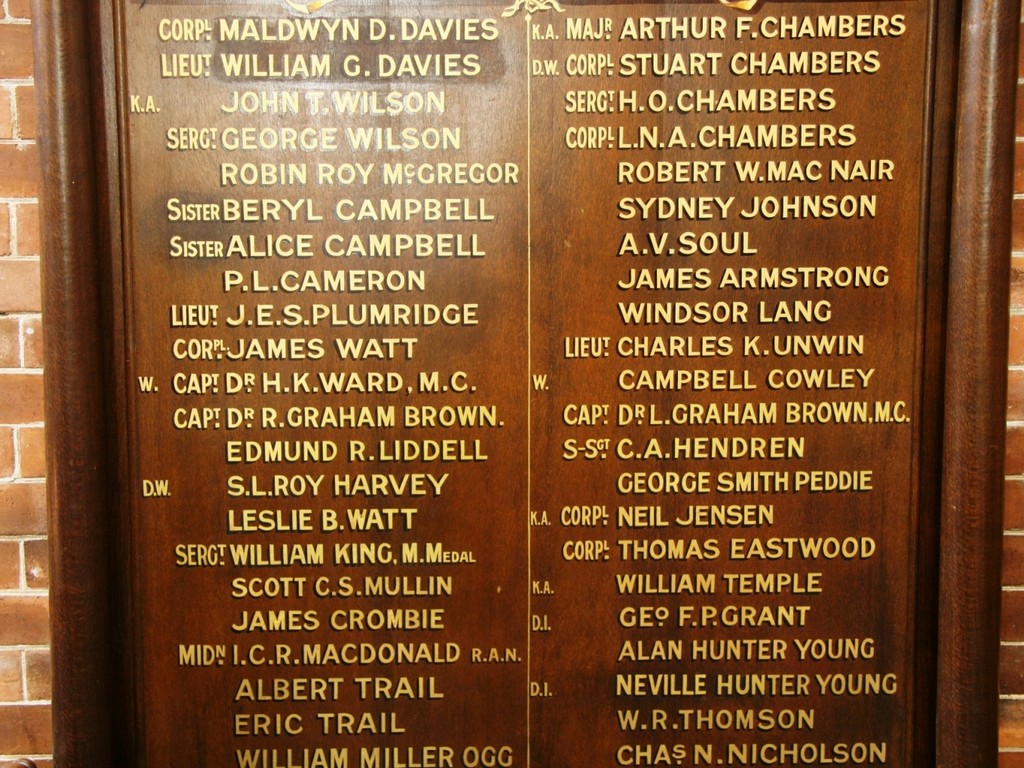 CORPL MALDWYN D. DAVIES
LIEUT WILLIAM G. DAVIES
K.A. JOHN T. WILSON
SERGT GEORGE WILSON
ROBIN ROY McGREGOR
SISTER BERYL CAMPBELL
SISTER ALICE CAMPBELL
P.L. CAMERON
LIEUT J.E.S. PLUMRIDGE
CORPL JAMES WATT
W. CAPT DR H.K. WARD, M.C.
CAPT DR R. GRAHAM BROWN.
EDMUND R. LIDDELL
D.W. S.L. ROY HARVEY
LESLIE B. WATT
SERGT WILLIAM KING, M.MEDAL
SCOTT C.S. MULLIN
JAMES CROMBIE
MIDN I.C.R. MACDONALD R.A.N.
ALBERT TRAIL
ERIC TRAIL
WILLIAM MILLER OGG
K.A. MAJR ARTHUR F. CHAMBERS
D.W. CORPL STUART CHAMBERS
SERGT H.O. CHAMBERS
CORPL L.N.A. CHAMBERS
ROBERT W. MAC NAIR
SYDNEY JOHNSON
A.V. SOUL
JAMES ARMSTRONG
WINDSOR LANG
LIEUT CHARLES K. UNWIN
W. CAMPBELL COWLEY
CAPT DR L. GRAHAM BROWN, M.C.
S-SGT C.A. HENDREN
GEORGE SMITH PEDDIE
K.A. CORPL NEIL JENSEN
CORPL THOMAS EASTWOOD
K.A. WILLIAM TEMPLE
D.I. GEO F.P. GRANT
ALAN HUNTER YOUNG
D.I. NEVILLE HUNTER YOUNG
W.R. THOMSON
CHAS N. NICHOLSON